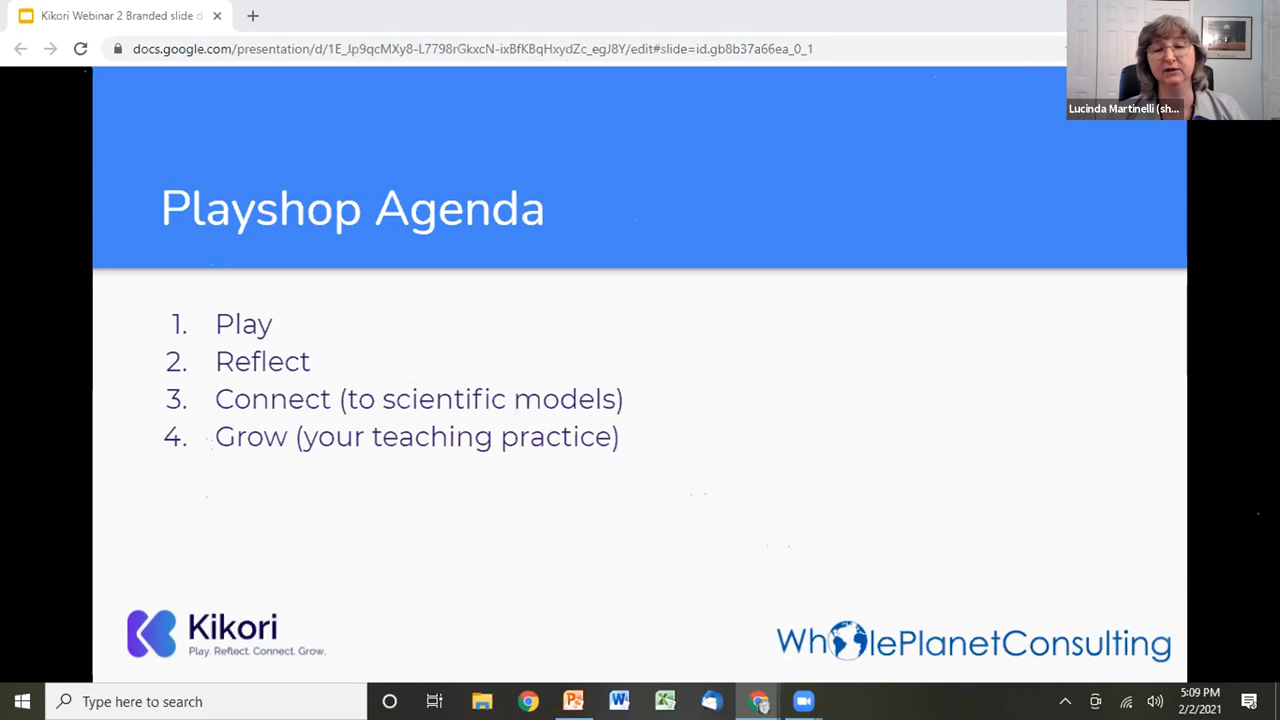 Kikori Webinar 2 Branded slide d
docs.google.com/presentation/d/1E_Jp9qcMXy8-L7798rGkxcN-ixBfKBqHxydZc_egJ8Y/edit#slide=id.gb8b37a66ea_0_1
Lucinda Martinelli (sh...
Playshop Agenda
1. Play
2. Reflect
3. Connect (to scientific models)
4. Grow (your teaching practice)
Kikori
Play. Reflect. Connect. Grow.
WholePlanetConsulting
Type here to search
5:09 PM
2/2/2021